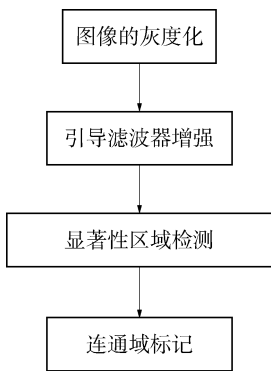 图像的灰度化
引导滤波器增强
显著性区域检测
连通域标记